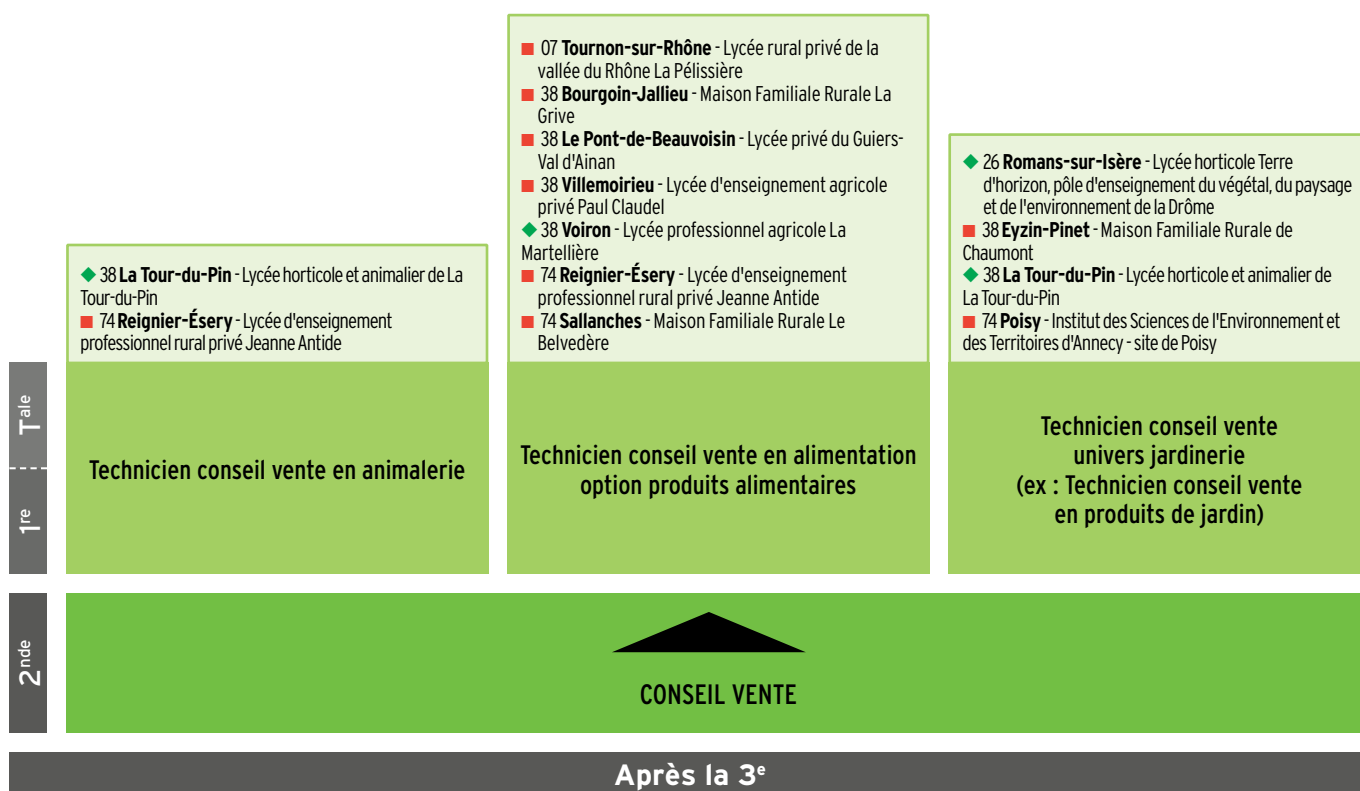 ■ 07 Tournon-sur-Rhône - Lycée rural privé de la
vallée du Rhône La Pélissière
■ 38 Bourgoin-Jallieu - Maison Familiale Rurale La
Grive
■ 38 Le Pont-de-Beauvoisin - Lycée privé du Guiers-
Val d'Ainan
■ 38 Villemoirieu - Lycée d'enseignement agricole
privé Paul Claudel
◆ 38 Voiron - Lycée professionnel agricole La
Martellière
■ 74 Reignier-Ésery - Lycée d'enseignement
professionnel rural privé Jeanne Antide
■ 74 Sallanches - Maison Familiale Rurale Le
Belvedère
◆ 26 Romans-sur-Isère - Lycée horticole Terre
d'horizon, pôle d'enseignement du végétal, du paysage
et de l'environnement de la Drôme
■ 38 Eyzin-Pinet - Maison Familiale Rurale de
Chaumont
◆ 38 La Tour-du-Pin - Lycée horticole et animalier de
La Tour-du-Pin
■ 74 Poisy - Institut des Sciences de l'Environnement et
des Territoires d'Annecy - site de Poisy
◆ 38 La Tour-du-Pin - Lycée horticole et animalier de La
Tour-du-Pin
■ 74 Reignier-Ésery - Lycée d'enseignement
professionnel rural privé Jeanne Antide
Tale
1re
Technicien conseil vente en animalerie
Technicien conseil vente en alimentation
option produits alimentaires
Technicien conseil vente
univers jardinerie
(ex : Technicien conseil vente
en produits de jardin)
2nde
CONSEIL VENTE
Après la 3e